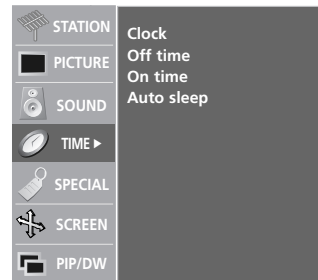 STATION
PICTURE
SOUND
TIME ►
SPECIAL
SCREEN
PIP/DW
Clock
Off time
On time
Auto sleep